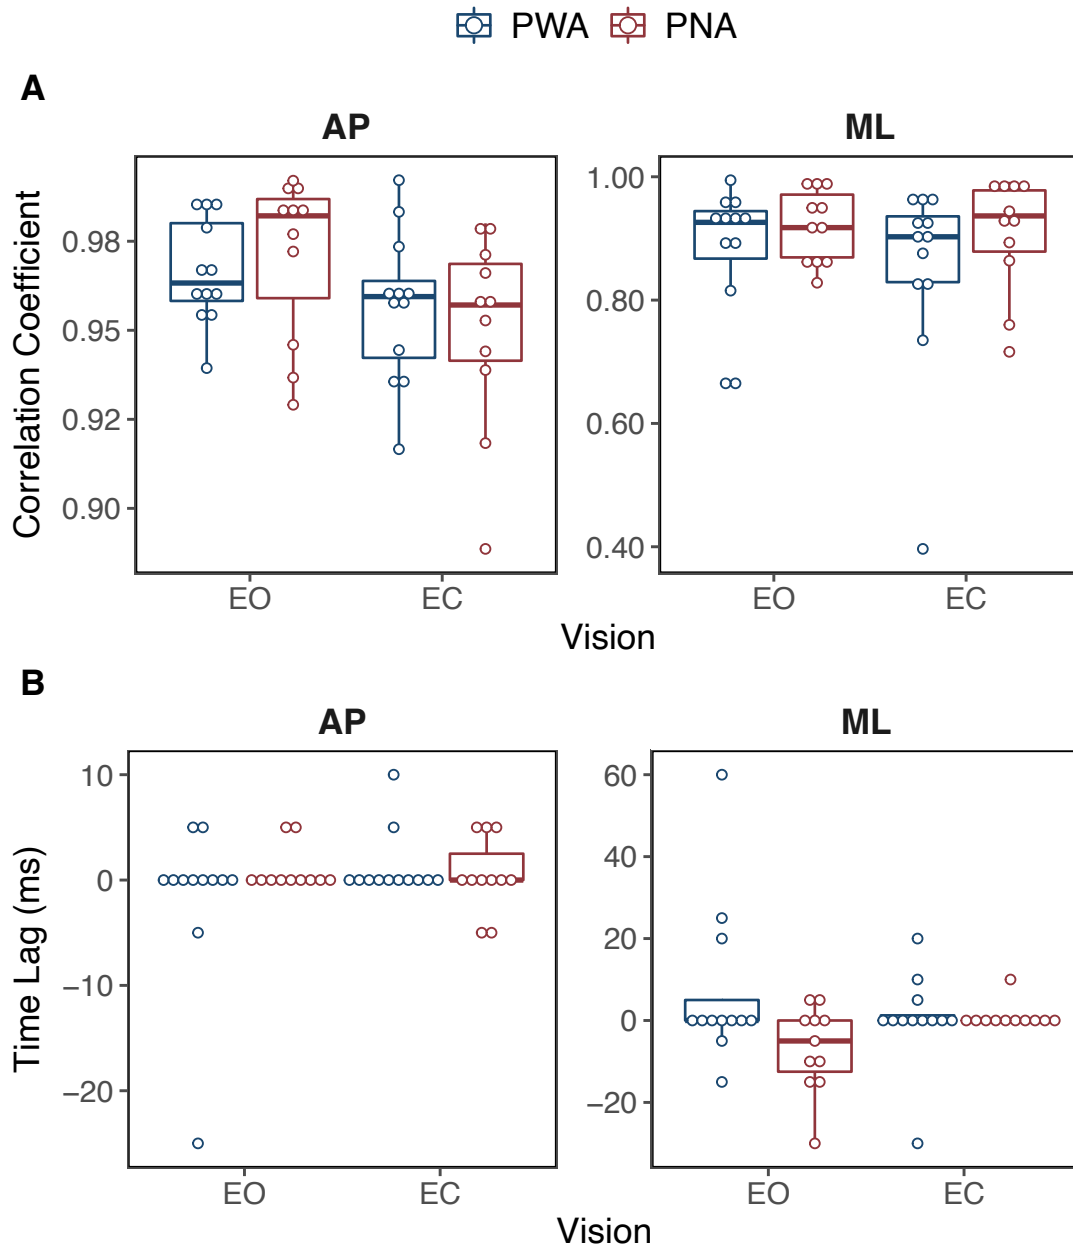 PWA PNA
A
AP ML
Correlation Coefficient
0.98
0.95
0.92
0.90
1.00
0.80
0.60
0.40
EO EC EO EC
Vision
B
AP ML
Time Lag (ms)
10
0
−10
−20
60
40
20
0
−20
EO EC EO EC
Vision